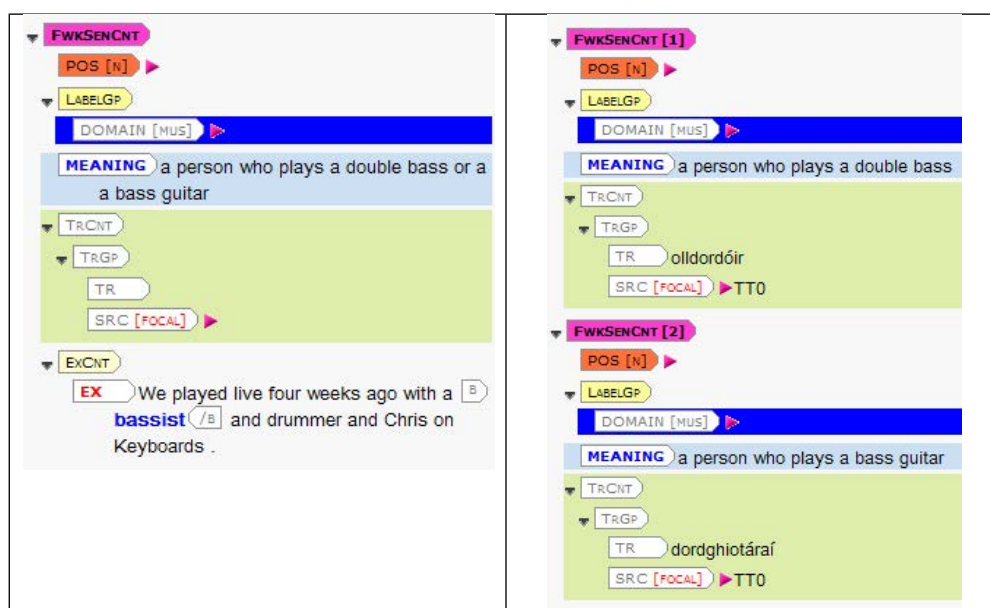 FWKSENCNT
POS [N]
LABELGP
DOMAIN [MUS]
MEANING a person who plays a double bass or a
a bass guitar
TRCNT
TRGP
TR
SRC [FOCAL]
EXCNT
EX We played live four weeks ago with a B
bassist /B and drummer and Chris on
Keyboards .
FWKSENCNT [1]
POS [N]
LABELGP
DOMAIN [MUS]
MEANING a person who plays a double bass
TRCNT
TRGP
TR olldordóir
SRC [FOCAL] TT0
FWKSENCNT [2]
POS [N]
LABELGP
DOMAIN [MUS]
MEANING a person who plays a bass guitar
TRCNT
TRGP
TR dordghiotáraí
SRC [FOCAL] TT0